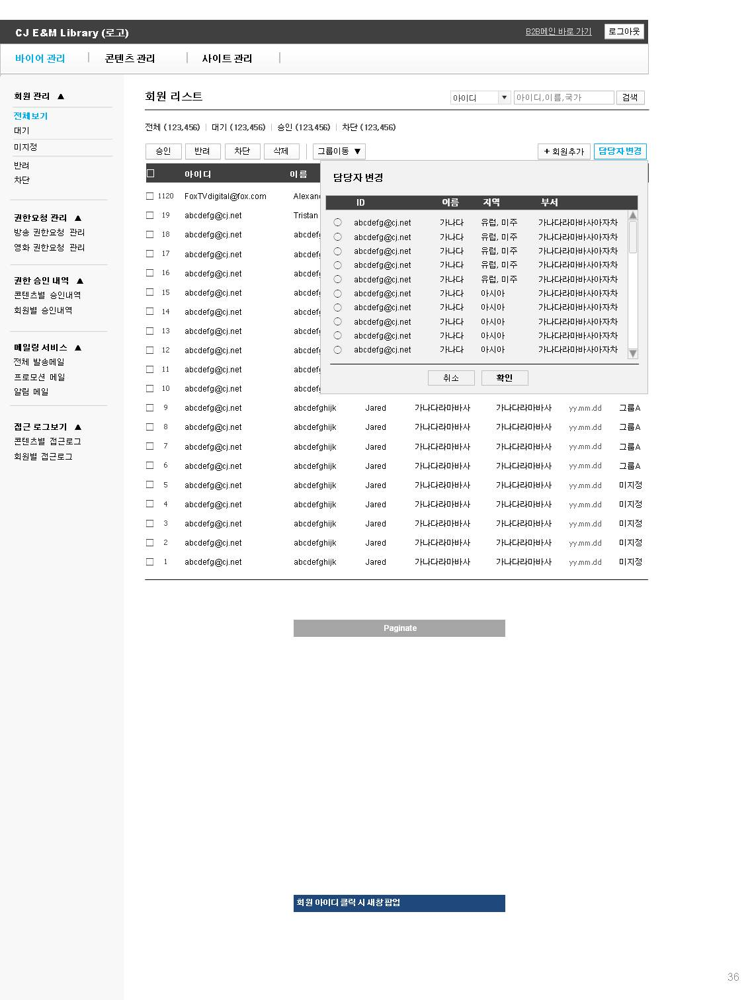 CJ E&M Library (로고) B2B메인 바로 가기 로그아웃
바이어 관리 콘텐츠 관리 사이트 관리
회원 관리 ▲
전체보기
대기
미지정
반려
차단
권한요청 관리 ▲
방송 권한요청 관리
영화 권한요청 관리
권한 승인 내역 ▲
콘텐츠별 승인내역
회원별 승인내역
메일링 서비스 ▲
전체 발송메일
프로모션 메일
알림 메일
접근 로그보기 ▲
콘텐츠별 접근로그
회원별 접근로그
회원 리스트 아이디 ▼ 아이디,이름,국가 검색
전체 (123,456) | 대기 (123,456) | 승인 (123,456) | 차단 (123,456)
승인 반려 차단 삭제 | 그룹이동 ▼ + 회원추가 담당자변경
아이디 이름
1120 FoxTVdigital@fox.com Alexan
19 abcdefg@cj.net Tristan
18 abcdefg@cj.net abcdef
17 abcdefg@cj.net abcdef
16 abcdefg@cj.net abcdef
15 abcdefg@cj.net abcdef
14 abcdefg@cj.net abcdef
13 abcdefg@cj.net abcdef
12 abcdefg@cj.net abcdef
11 abcdefg@cj.net abcdef
10 abcdefg@cj.net abcdef
담당자 변경
ID 이름 지역 부서
abcdefg@cj.net 가나다 유럽, 미주 가나다라마바사아자차
abcdefg@cj.net 가나다 유럽, 미주 가나다라마바사아자차
abcdefg@cj.net 가나다 유럽, 미주 가나다라마바사아자차
abcdefg@cj.net 가나다 유럽, 미주 가나다라마바사아자차
abcdefg@cj.net 가나다 유럽, 미주 가나다라마바사아자차
abcdefg@cj.net 가나다 아시아 가나다라마바사아자차
abcdefg@cj.net 가나다 아시아 가나다라마바사아자차
abcdefg@cj.net 가나다 아시아 가나다라마바사아자차
abcdefg@cj.net 가나다 아시아 가나다라마바사아자차
abcdefg@cj.net 가나다 아시아 가나다라마바사아자차
취소 확인
9 abcdefg@cj.net abcdefghijk Jared 가나다라마바사 가나다라마바사 yy.mm.dd 그룹A
8 abcdefg@cj.net abcdefghijk Jared 가나다라마바사 가나다라마바사 yy.mm.dd 그룹A
7 abcdefg@cj.net abcdefghijk Jared 가나다라마바사 가나다라마바사 yy.mm.dd 그룹A
6 abcdefg@cj.net abcdefghijk Jared 가나다라마바사 가나다라마바사 yy.mm.dd 그룹A
5 abcdefg@cj.net abcdefghijk Jared 가나다라마바사 가나다라마바사 yy.mm.dd 미지정
4 abcdefg@cj.net abcdefghijk Jared 가나다라마바사 가나다라마바사 yy.mm.dd 미지정
3 abcdefg@cj.net abcdefghijk Jared 가나다라마바사 가나다라마바사 yy.mm.dd 미지정
2 abcdefg@cj.net abcdefghijk Jared 가나다라마바사 가나다라마바사 yy.mm.dd 미지정
1 abcdefg@cj.net abcdefghijk Jared 가나다라마바사 가나다라마바사 yy.mm.dd 미지정
Paginate
회원 아이디 클릭 시 새창 팝업
36